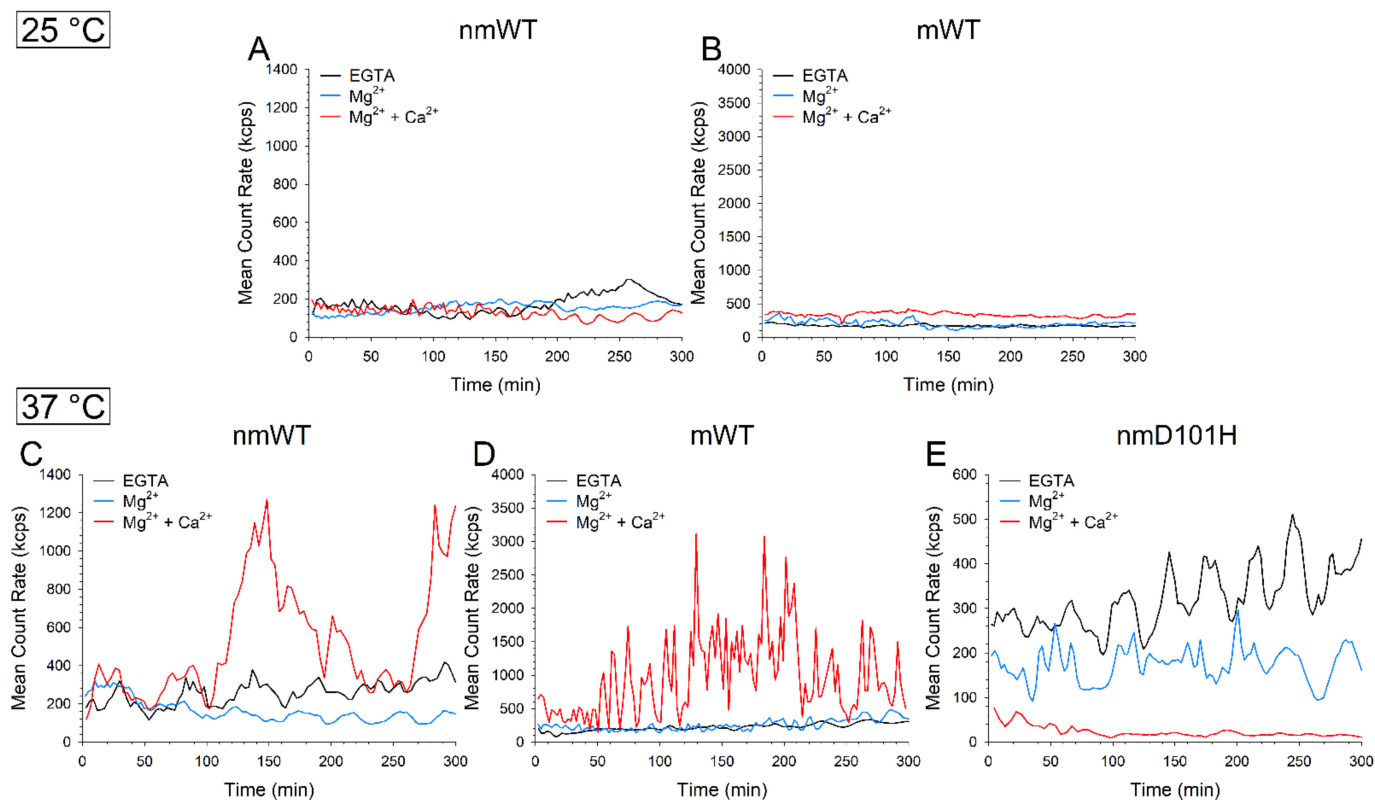 25 °C
nmWT
mWT
A
EGTA
Mg²⁺
Mg²⁺ + Ca²⁺
Mean Count Rate (kcps)
1400
1200
1000
800
600
400
200
0
0 50 100 150 200 250 300
Time (min)
B
EGTA
Mg²⁺
Mg²⁺ + Ca²⁺
Mean Count Rate (kcps)
4000
3500
3000
2500
2000
1500
1000
500
0
0 50 100 150 200 250 300
Time (min)
37 °C
nmWT
mWT
nmD101H
C
EGTA
Mg²⁺
Mg²⁺ + Ca²⁺
Mean Count Rate (kcps)
1400
1200
1000
800
600
400
200
0
0 50 100 150 200 250 300
Time (min)
D
EGTA
Mg²⁺
Mg²⁺ + Ca²⁺
Mean Count Rate (kcps)
4000
3500
3000
2500
2000
1500
1000
500
0
0 50 100 150 200 250 300
Time (min)
E
EGTA
Mg²⁺
Mg²⁺ + Ca²⁺
Mean Count Rate (kcps)
600
500
400
300
200
100
0
0 50 100 150 200 250 300
Time (min)